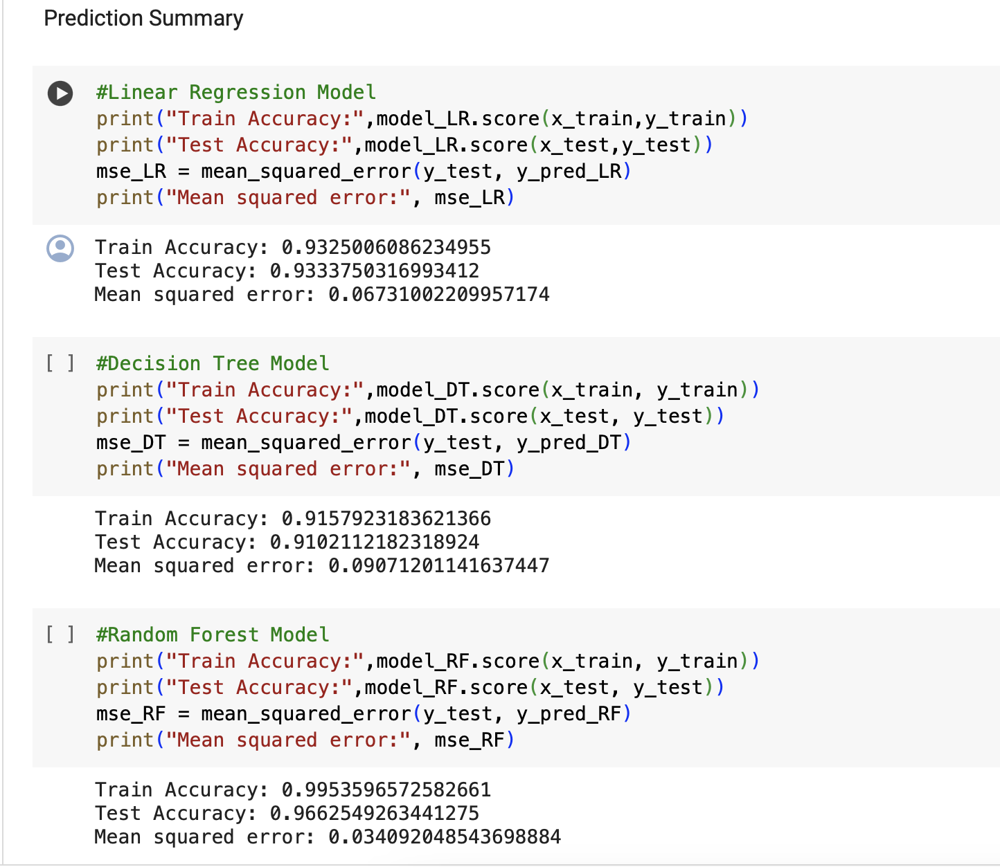 Prediction Summary
#Linear Regression Model
print("Train Accuracy:",model_LR.score(x_train,y_train))
print("Test Accuracy:",model_LR.score(x_test,y_test))
mse_LR = mean_squared_error(y_test, y_pred_LR)
print("Mean squared error:", mse_LR)
Train Accuracy: 0.9325006086234955
Test Accuracy: 0.9333750316993412
Mean squared error: 0.06731002209957174
[ ] #Decision Tree Model
print("Train Accuracy:",model_DT.score(x_train, y_train))
print("Test Accuracy:",model_DT.score(x_test, y_test))
mse_DT = mean_squared_error(y_test, y_pred_DT)
print("Mean squared error:", mse_DT)
Train Accuracy: 0.9157923183621366
Test Accuracy: 0.9102112182318924
Mean squared error: 0.09071201141637447
[ ] #Random Forest Model
print("Train Accuracy:",model_RF.score(x_train, y_train))
print("Test Accuracy:",model_RF.score(x_test, y_test))
mse_RF = mean_squared_error(y_test, y_pred_RF)
print("Mean squared error:", mse_RF)
Train Accuracy: 0.9953596572582661
Test Accuracy: 0.9662549263441275
Mean squared error: 0.034092048543698884